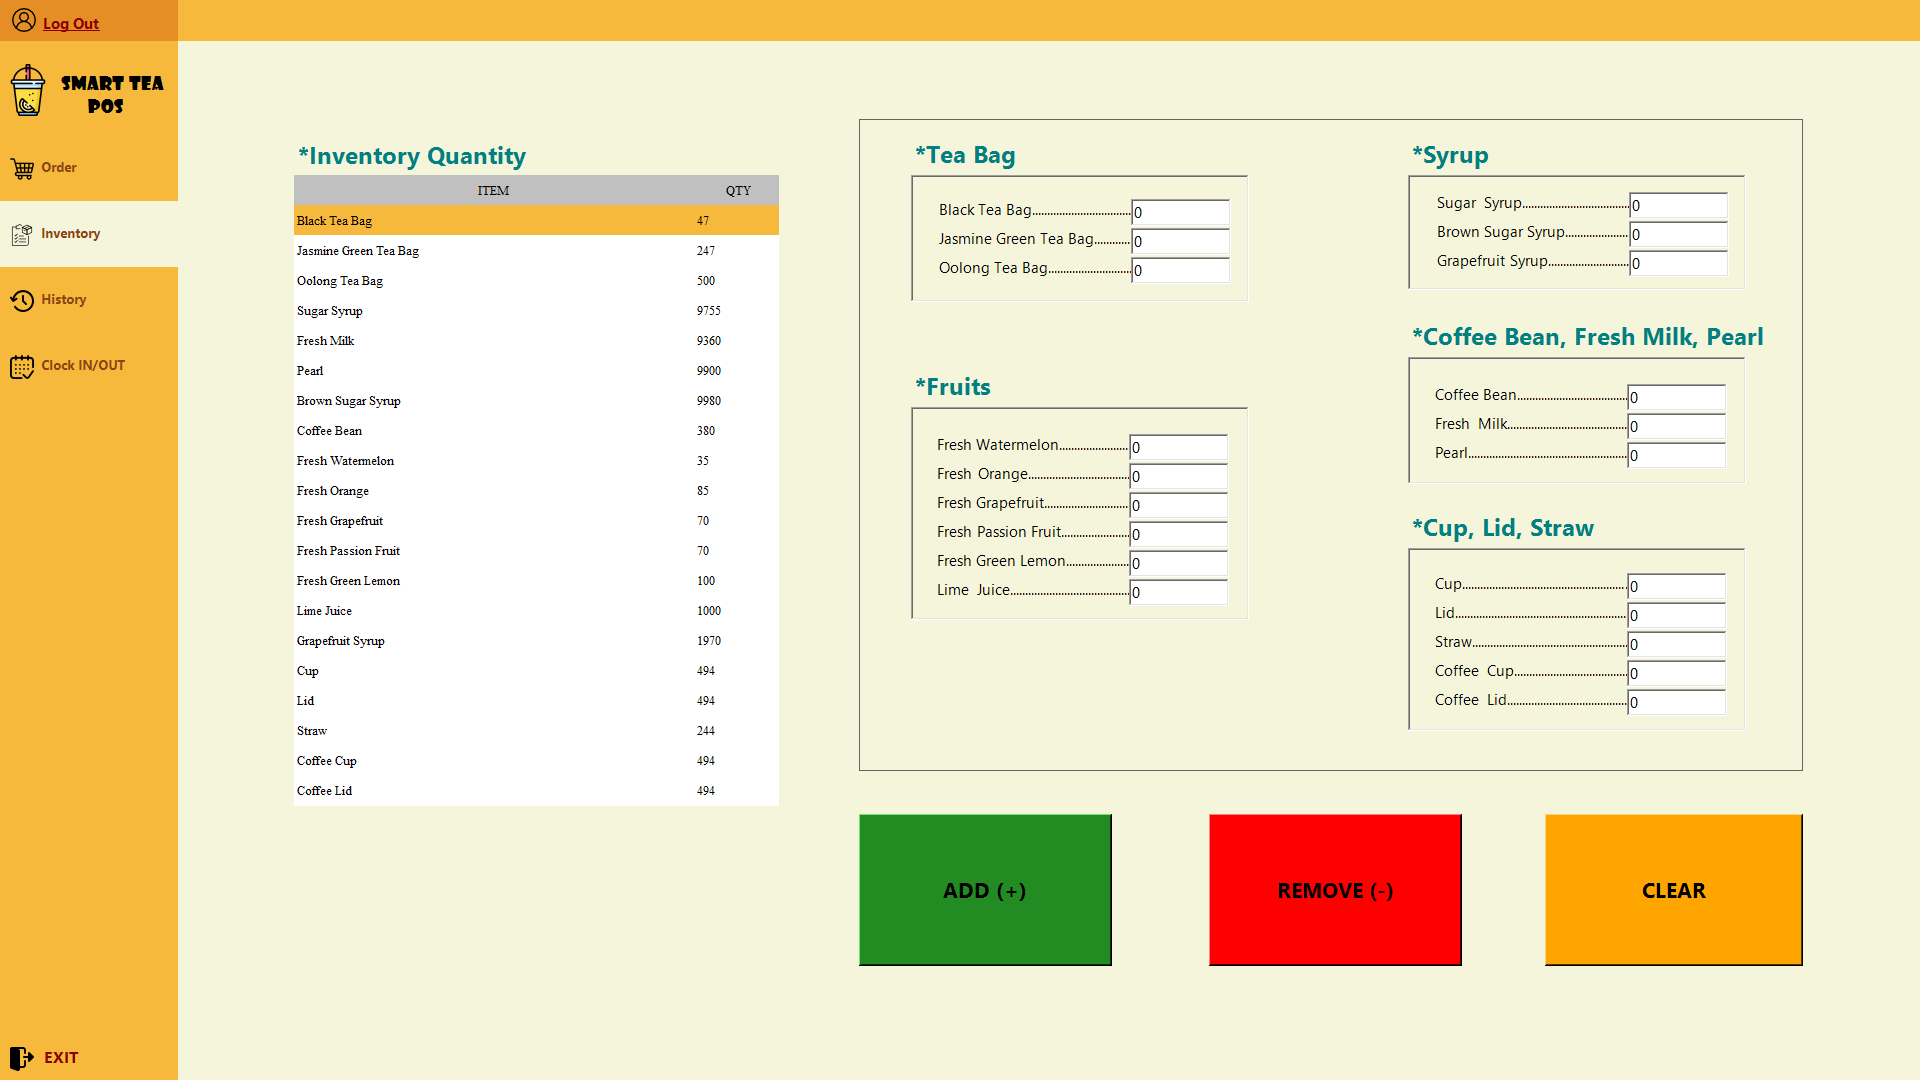 Log Out
SMART TEA
POS
Order
Inventory
History
Clock IN/OUT
EXIT
*Inventory Quantity
ITEM QTY
Black Tea Bag 47
Jasmine Green Tea Bag 247
Oolong Tea Bag 500
Sugar Syrup 9755
Fresh Milk 9360
Pearl 9900
Brown Sugar Syrup 9980
Coffee Bean 380
Fresh Watermelon 35
Fresh Orange 85
Fresh Grapefruit 70
Fresh Passion Fruit 70
Fresh Green Lemon 100
Lime Juice 1000
Grapefruit Syrup 1970
Cup 494
Lid 494
Straw 244
Coffee Cup 494
Coffee Lid 494
*Tea Bag
Black Tea Bag................................ 0
Jasmine Green Tea Bag............ 0
Oolong Tea Bag........................... 0
*Fruits
Fresh Watermelon....................... 0
Fresh Orange................................. 0
Fresh Grapefruit............................ 0
Fresh Passion Fruit...................... 0
Fresh Green Lemon..................... 0
Lime Juice....................................... 0
*Syrup
Sugar Syrup................................... 0
Brown Sugar Syrup..................... 0
Grapefruit Syrup.......................... 0
*Coffee Bean, Fresh Milk, Pearl
Coffee Bean.................................... 0
Fresh Milk....................................... 0
Pearl.................................................... 0
*Cup, Lid, Straw
Cup...................................................... 0
Lid........................................................ 0
Straw................................................... 0
Coffee Cup..................................... 0
Coffee Lid....................................... 0
ADD (+)
REMOVE (-)
CLEAR